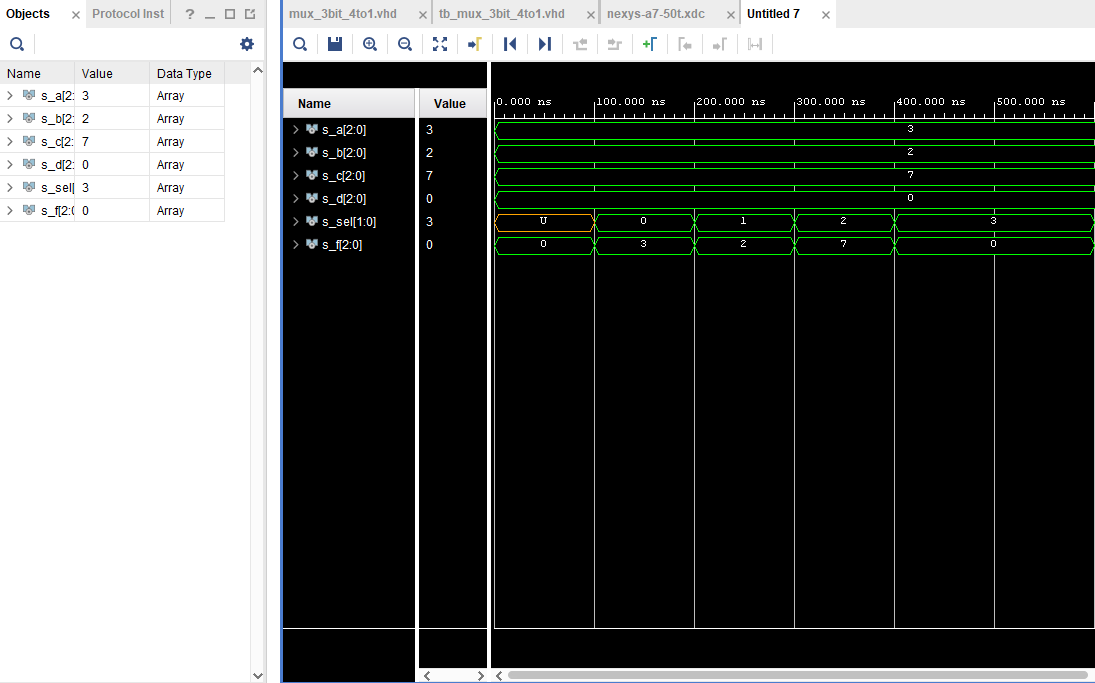 Objects Protocol Inst ?
Name Value Data Type
s_a[2: 3 Array
s_b[2: 2 Array
s_c[2: 7 Array
s_d[2: 0 Array
s_sel[ 3 Array
s_f[2:0 0 Array
mux_3bit_4to1.vhd tb_mux_3bit_4to1.vhd nexys-a7-50t.xdc Untitled 7
Name Value 0.000 ns 100.000 ns 200.000 ns 300.000 ns 400.000 ns 500.000 ns
s_a[2:0] 3 3
s_b[2:0] 2 2
s_c[2:0] 7 7
s_d[2:0] 0 0
s_sel[1:0] 3 U 0 1 2 3
s_f[2:0] 0 0 3 2 7 0